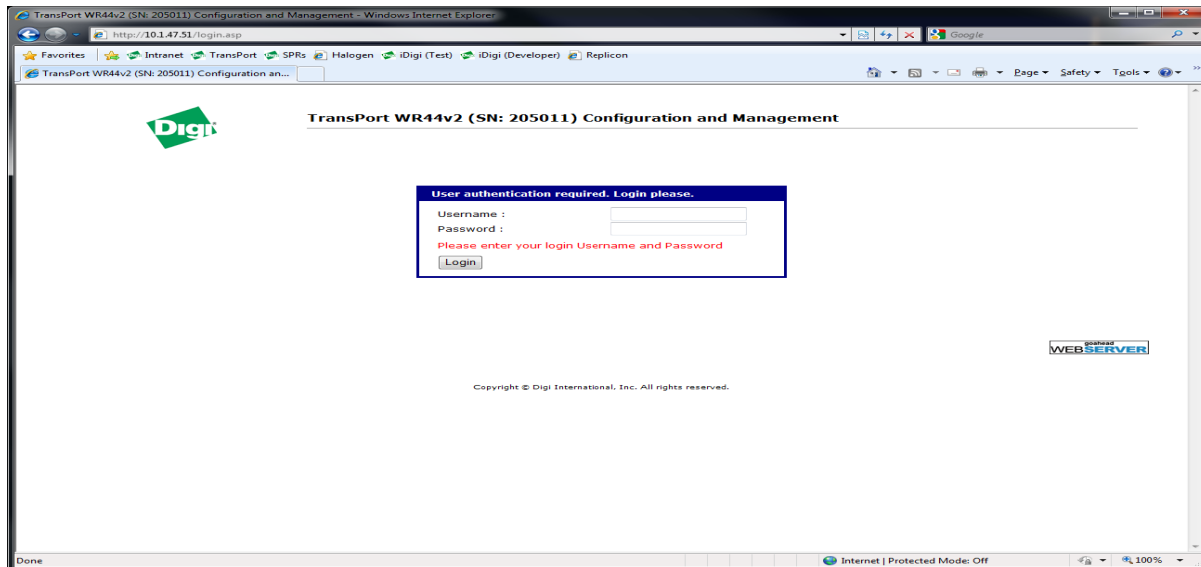 TransPort WR44v2 (SN: 205011) Configuration and Management - Windows Internet Explorer
http://10.1.47.51/login.asp
Google
Favorites Intranet TransPort SPRs Halogen iDigi (Test) iDigi (Developer) Replicon
TransPort WR44v2 (SN: 205011) Configuration an...
Page Safety Tools
Digi
TransPort WR44v2 (SN: 205011) Configuration and Management
User authentication required. Login please.
Username :
Password :
Please enter your login Username and Password
Login
goahead
WEBSERVER
Copyright © Digi International, Inc. All rights reserved.
Done
Internet | Protected Mode: Off
100%